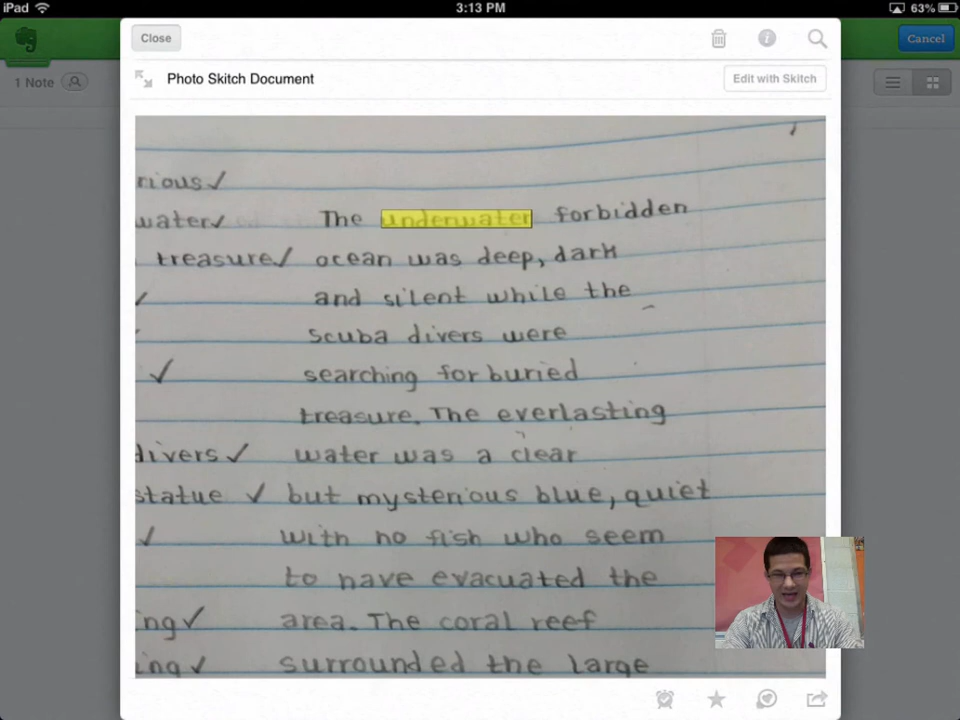 iPad
3:13 PM
63%
Close
Cancel
1 Note
Photo Skitch Document
Edit with Skitch
rious✓
water✓ The underwater forbidden
treasure✓ ocean was deep, dark
✓ and silent while the
scuba divers were
✓ searching for buried
treasure. The everlasting
divers✓ water was a clear
statue ✓ but mysterious blue, quiet
✓ with no fish who seem
to have evacuated the
ing✓ area. The coral reef
ing✓ surrounded the large